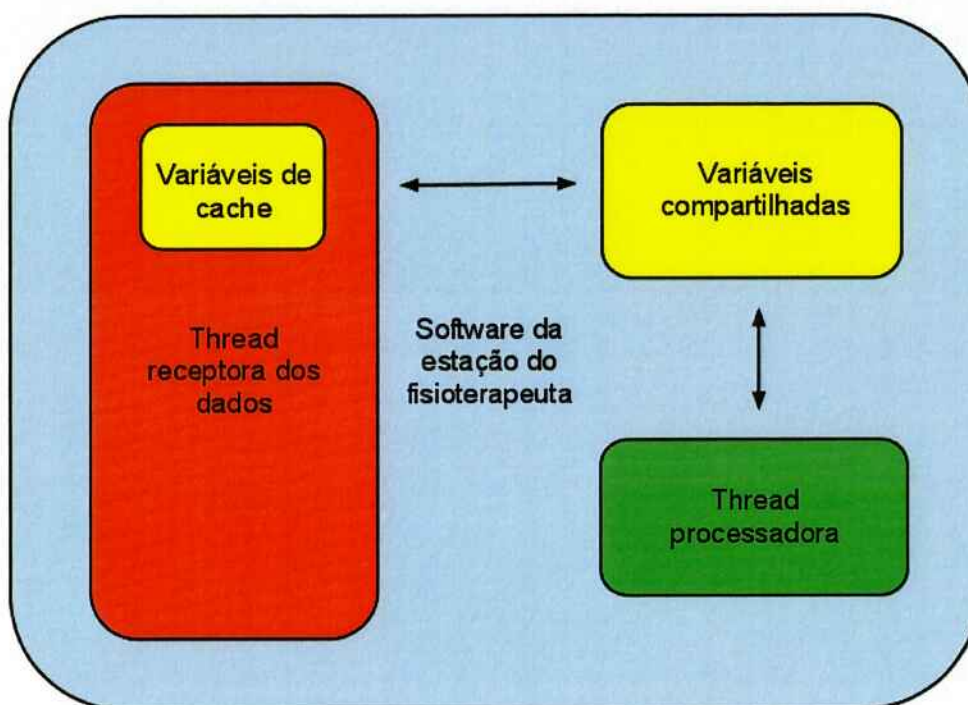 Variáveis de
cache
Thread
receptora dos
dados
Software da
estação do
fisioterapeuta
Variáveis
compartilhadas
Thread
processadora